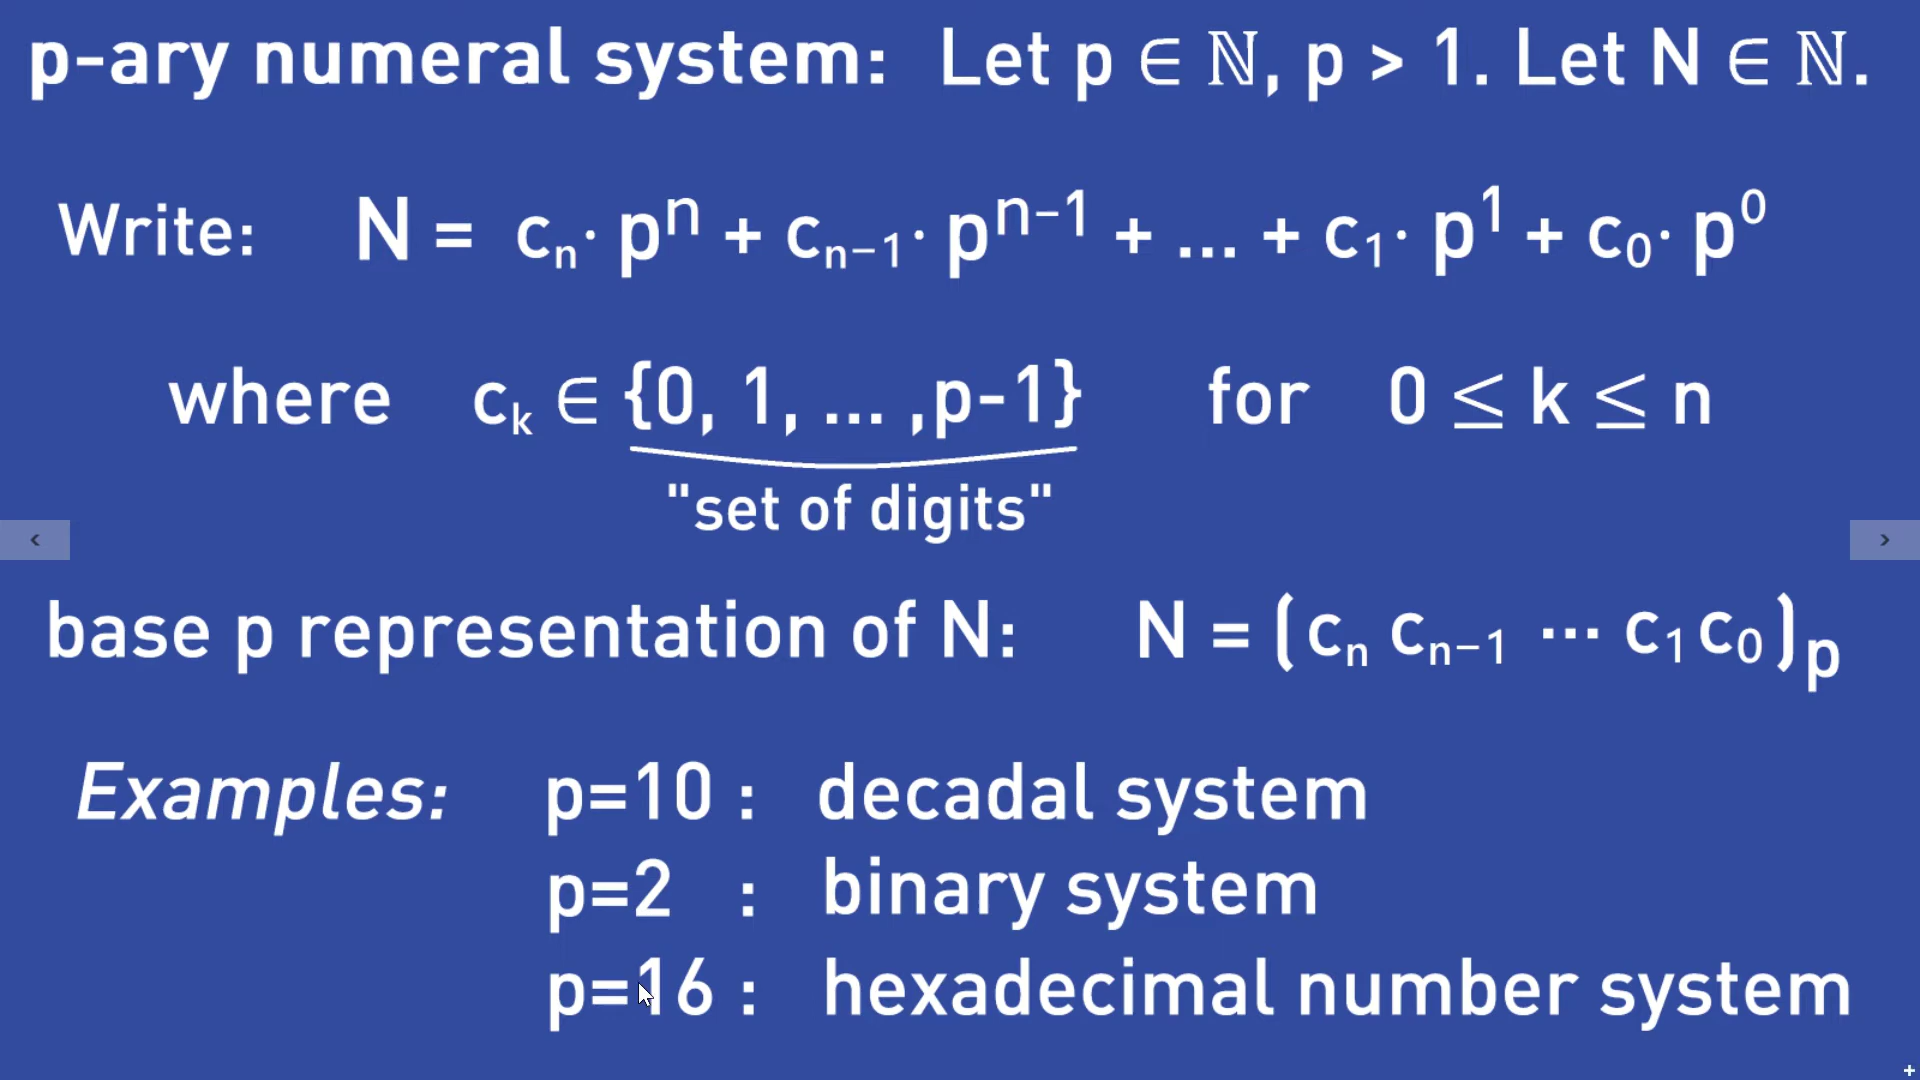 p-ary numeral system: Let p ∈ ℕ, p > 1. Let N ∈ ℕ.
Write: N = cₙ· pⁿ + cₙ₋₁· pⁿ⁻¹ + ... + c₁· p¹ + c₀· p⁰
where cₖ ∈ {0, 1, ... ,p-1} for 0 ≤ k ≤ n
"set of digits"
‹ ›
base p representation of N: N = (cₙ cₙ₋₁ ··· c₁c₀)ₚ
Examples: p=10 : decadal system
p=2 : binary system
p=16 : hexadecimal number system
+